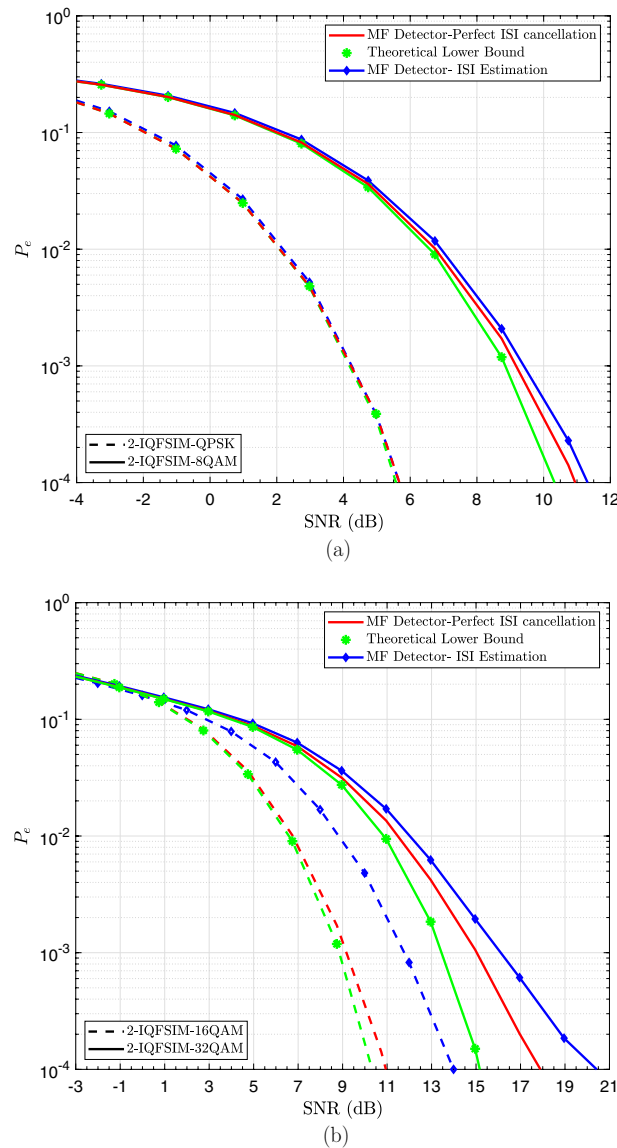 MF Detector-Perfect ISI cancellation
Theoretical Lower Bound
MF Detector- ISI Estimation
10^0
10^-1
10^-2
10^-3
10^-4
P_e
2-IQFSIM-QPSK
2-IQFSIM-8QAM
-4 -2 0 2 4 6 8 10 12
SNR (dB)
(a)
MF Detector-Perfect ISI cancellation
Theoretical Lower Bound
MF Detector- ISI Estimation
10^0
10^-1
10^-2
10^-3
10^-4
P_e
2-IQFSIM-16QAM
2-IQFSIM-32QAM
-3 -1 1 3 5 7 9 11 13 15 17 19 21
SNR (dB)
(b)